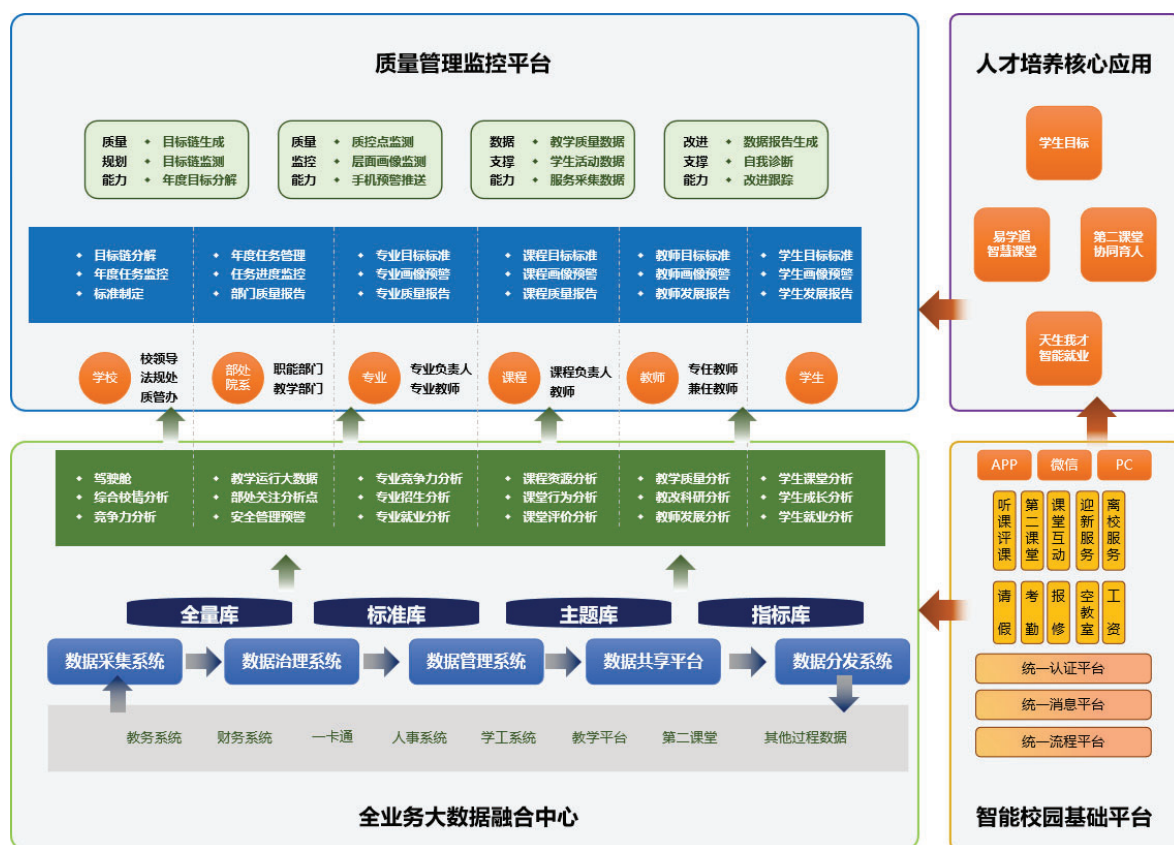 质量管理监控平台
质量 • 目标链生成
规划 • 目标链监测
能力 • 年度目标分解
质量 • 质控点监测
监控 • 层面画像监测
能力 • 手机预警推送
数据 • 教学质量数据
支撑 • 学生活动数据
能力 • 服务采集数据
改进 • 数据报告生成
支撑 • 自我诊断
能力 • 改进跟踪
• 目标链分解
• 年度任务监控
• 标准制定
• 年度任务管理
• 任务进度监控
• 部门质量报告
• 专业目标标准
• 专业画像预警
• 专业质量报告
• 课程目标标准
• 课程画像预警
• 课程质量报告
• 教师目标标准
• 教师画像预警
• 教师发展报告
• 学生目标标准
• 学生画像预警
• 学生发展报告
学校
校领导
法规处
质管办
部处
院系
职能部门
教学部门
专业
专业负责人
专业教师
课程
课程负责人
教师
教师
专任教师
兼任教师
学生
• 驾驶舱
• 综合校情分析
• 竞争力分析
• 教学运行大数据
• 部处关注分析点
• 安全管理预警
• 专业竞争力分析
• 专业招生分析
• 专业就业分析
• 课程资源分析
• 课堂行为分析
• 课堂评价分析
• 教学质量分析
• 教改科研分析
• 教师发展分析
• 学生课堂分析
• 学生成长分析
• 学生就业分析
全量库 标准库 主题库 指标库
数据采集系统 数据治理系统 数据管理系统 数据共享平台 数据分发系统
教务系统 财务系统 一卡通 人事系统 学工系统 教学平台 第二课堂 其他过程数据
全业务大数据融合中心
人才培养核心应用
学生目标
易学道
智慧课堂
第二课堂
协同育人
天生我才
智能就业
APP 微信 PC
听课评课
第二课堂
课堂互动
迎新服务
离校服务
请假
考勤
报修
空教室
工资
统一认证平台
统一消息平台
统一流程平台
智能校园基础平台